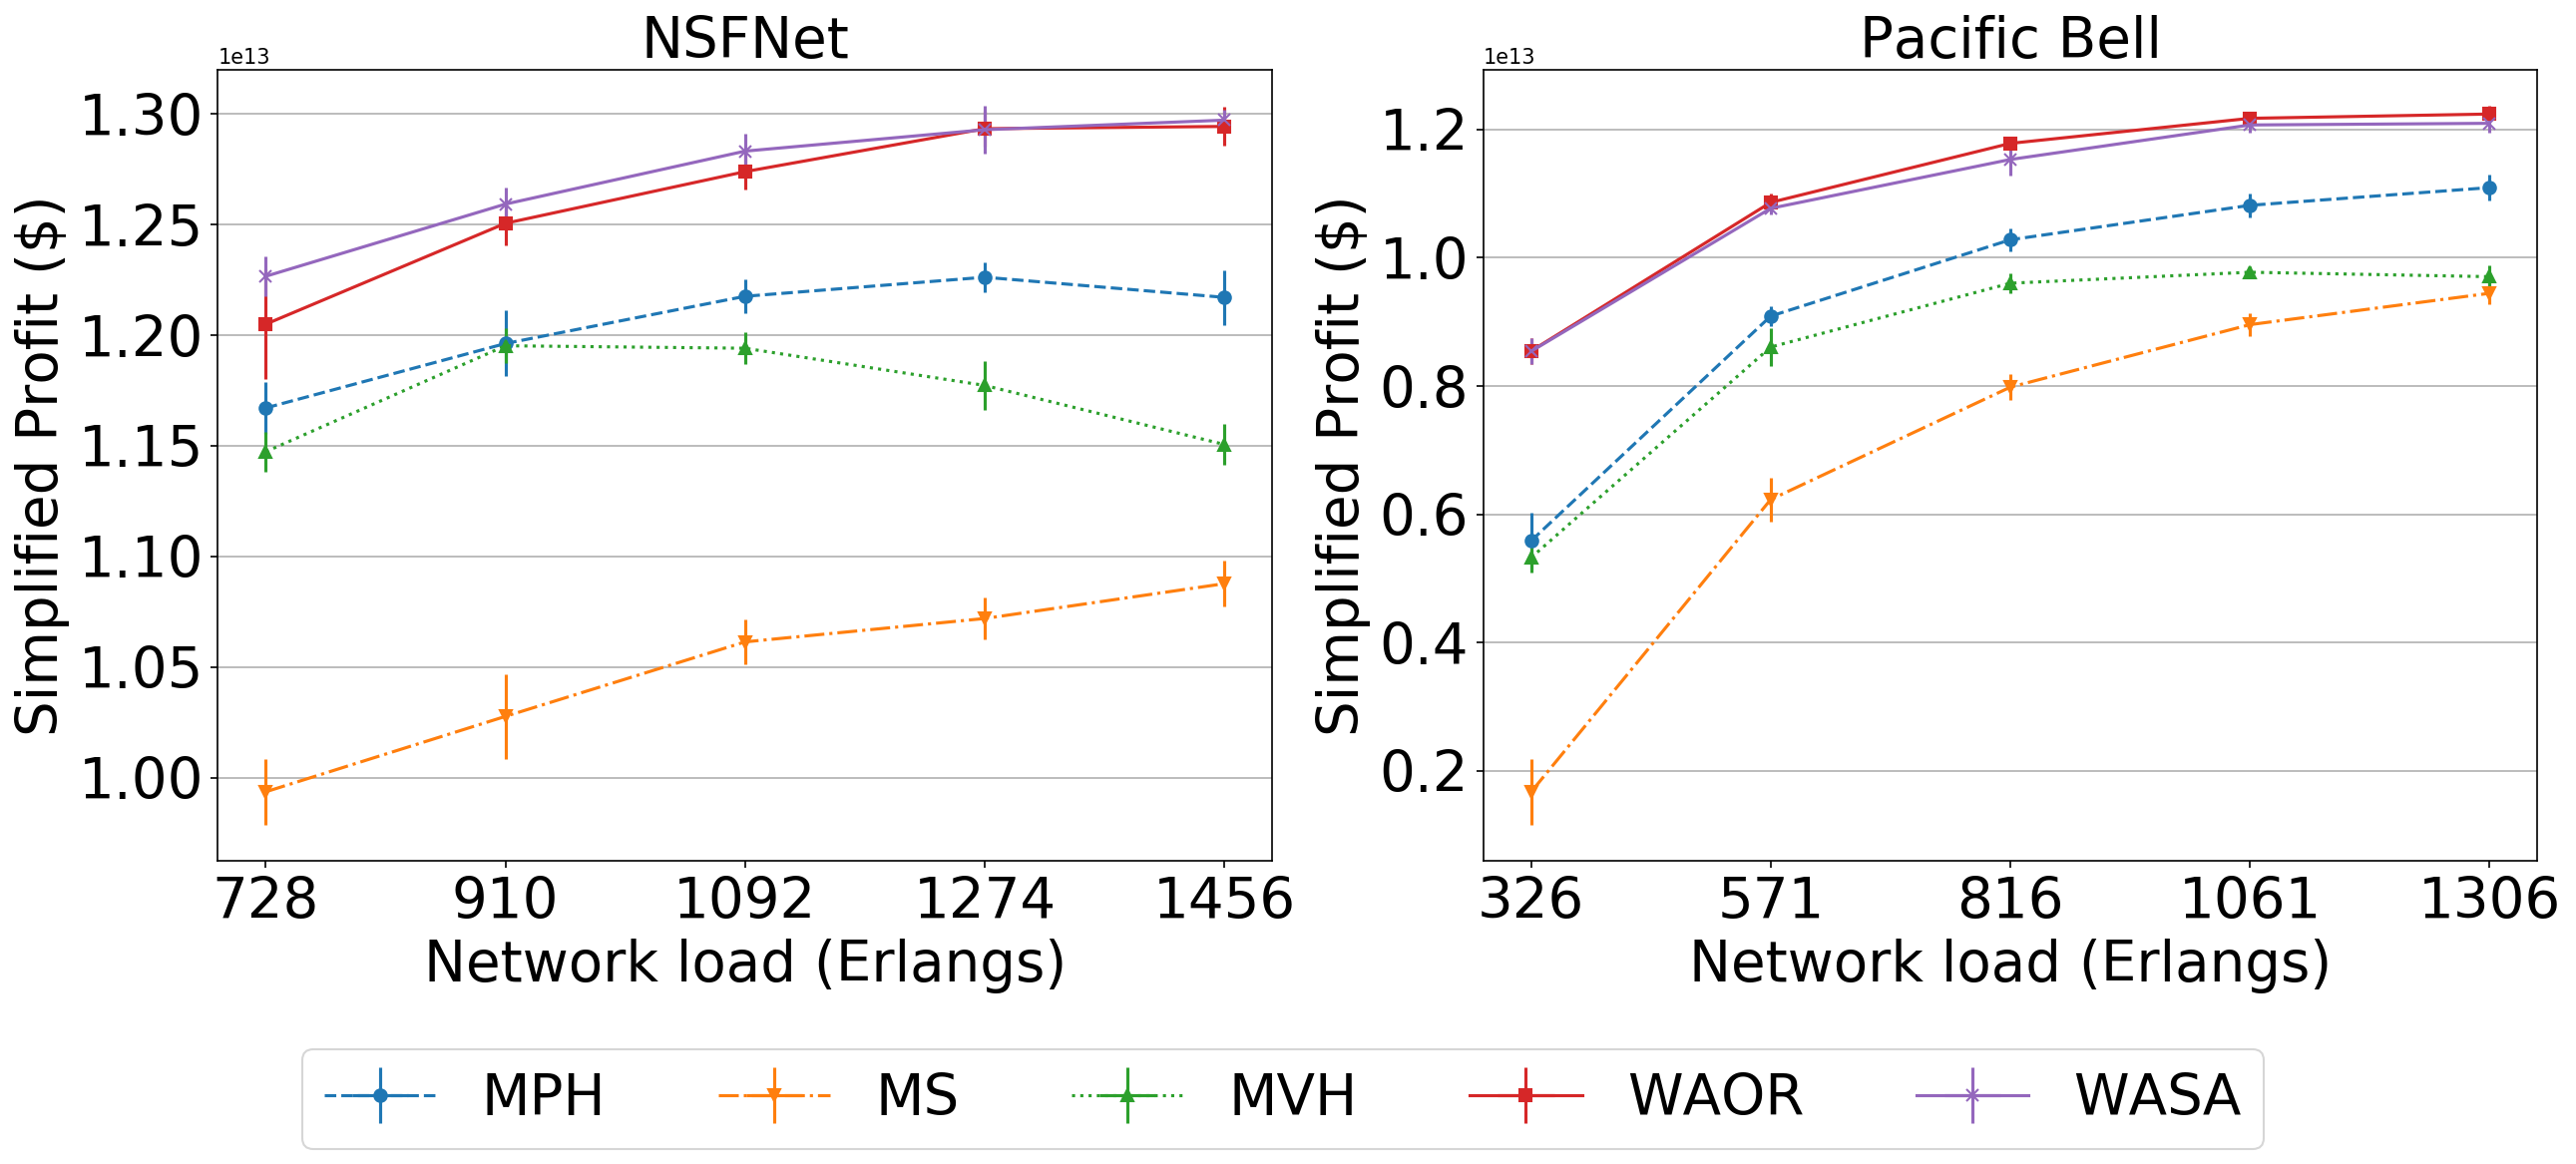 NSFNet
1e13
1.30
1.25
1.20
1.15
1.10
1.05
1.00
Simplified Profit ($)
728 910 1092 1274 1456
Network load (Erlangs)
Pacific Bell
1e13
1.2
1.0
0.8
0.6
0.4
0.2
Simplified Profit ($)
326 571 816 1061 1306
Network load (Erlangs)
MPH MS MVH WAOR WASA